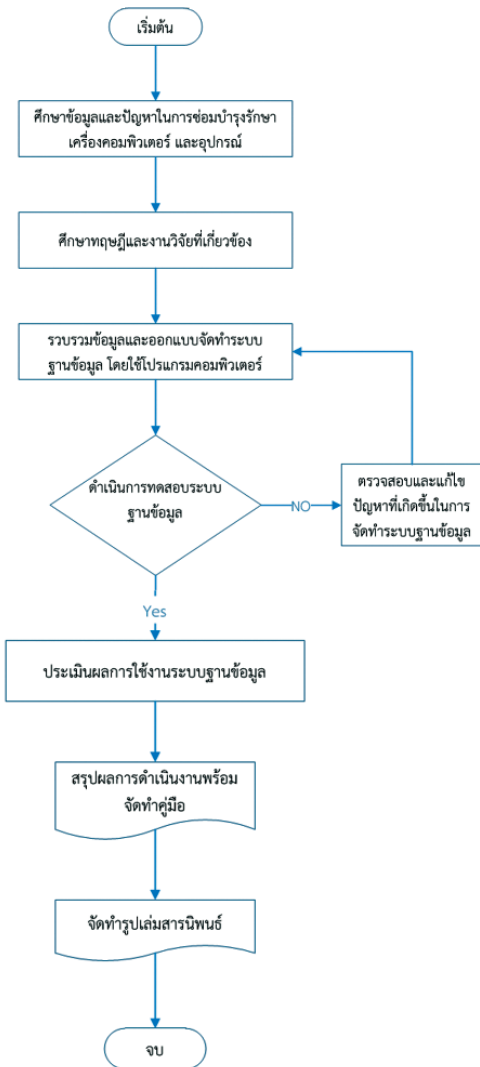 เริ่มต้น
ศึกษาข้อมูลและปัญหาในการซ่อมบำรุงรักษา
เครื่องคอมพิวเตอร์ และอุปกรณ์
ศึกษาทฤษฎีและงานวิจัยที่เกี่ยวข้อง
รวบรวมข้อมูลและออกแบบจัดทำระบบ
ฐานข้อมูล โดยใช้โปรแกรมคอมพิวเตอร์
ดำเนินการทดสอบระบบ
ฐานข้อมูล
NO
ตรวจสอบและแก้ไข
ปัญหาที่เกิดขึ้นในการ
จัดทำระบบฐานข้อมูล
Yes
ประเมินผลการใช้งานระบบฐานข้อมูล
สรุปผลการดำเนินงานพร้อม
จัดทำคู่มือ
จัดทำรูปเล่มสารนิพนธ์
จบ